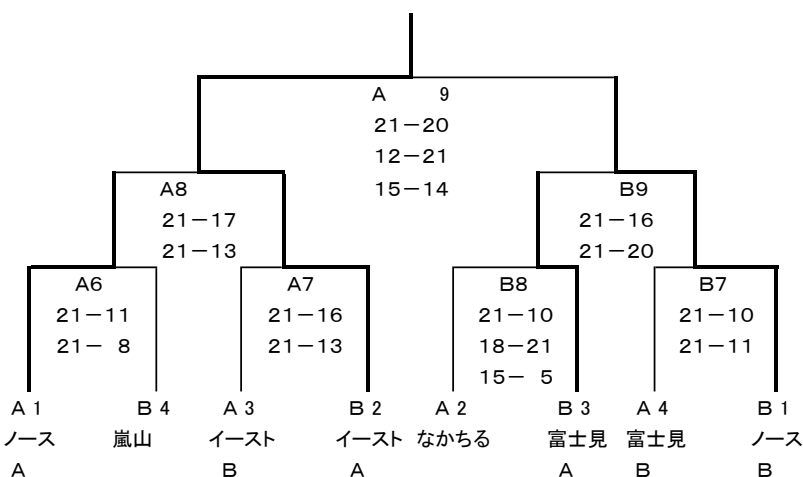 A 9
21－20
12－21
15－14
A8 B9
21－17 21－16
21－13 21－20
A6 A7 B8 B7
21－11 21－16 21－10 21－10
21－ 8 21－13 18－21 21－11
15－ 5
A 1 B 4 A 3 B 2 A 2 B 3 A 4 B 1
ノース 嵐山 イースト イースト なかちる 富士見 富士見 ノース
A B A A B B